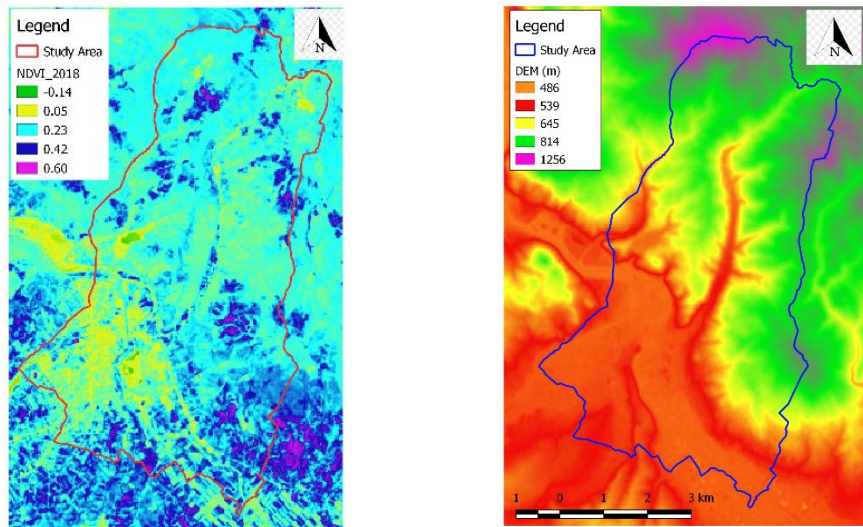 Legend
Study Area
NDVI_2018
-0.14
0.05
0.23
0.42
0.60
N
Legend
Study Area
DEM (m)
486
539
645
814
1256
N
1 0 1 2 3 km